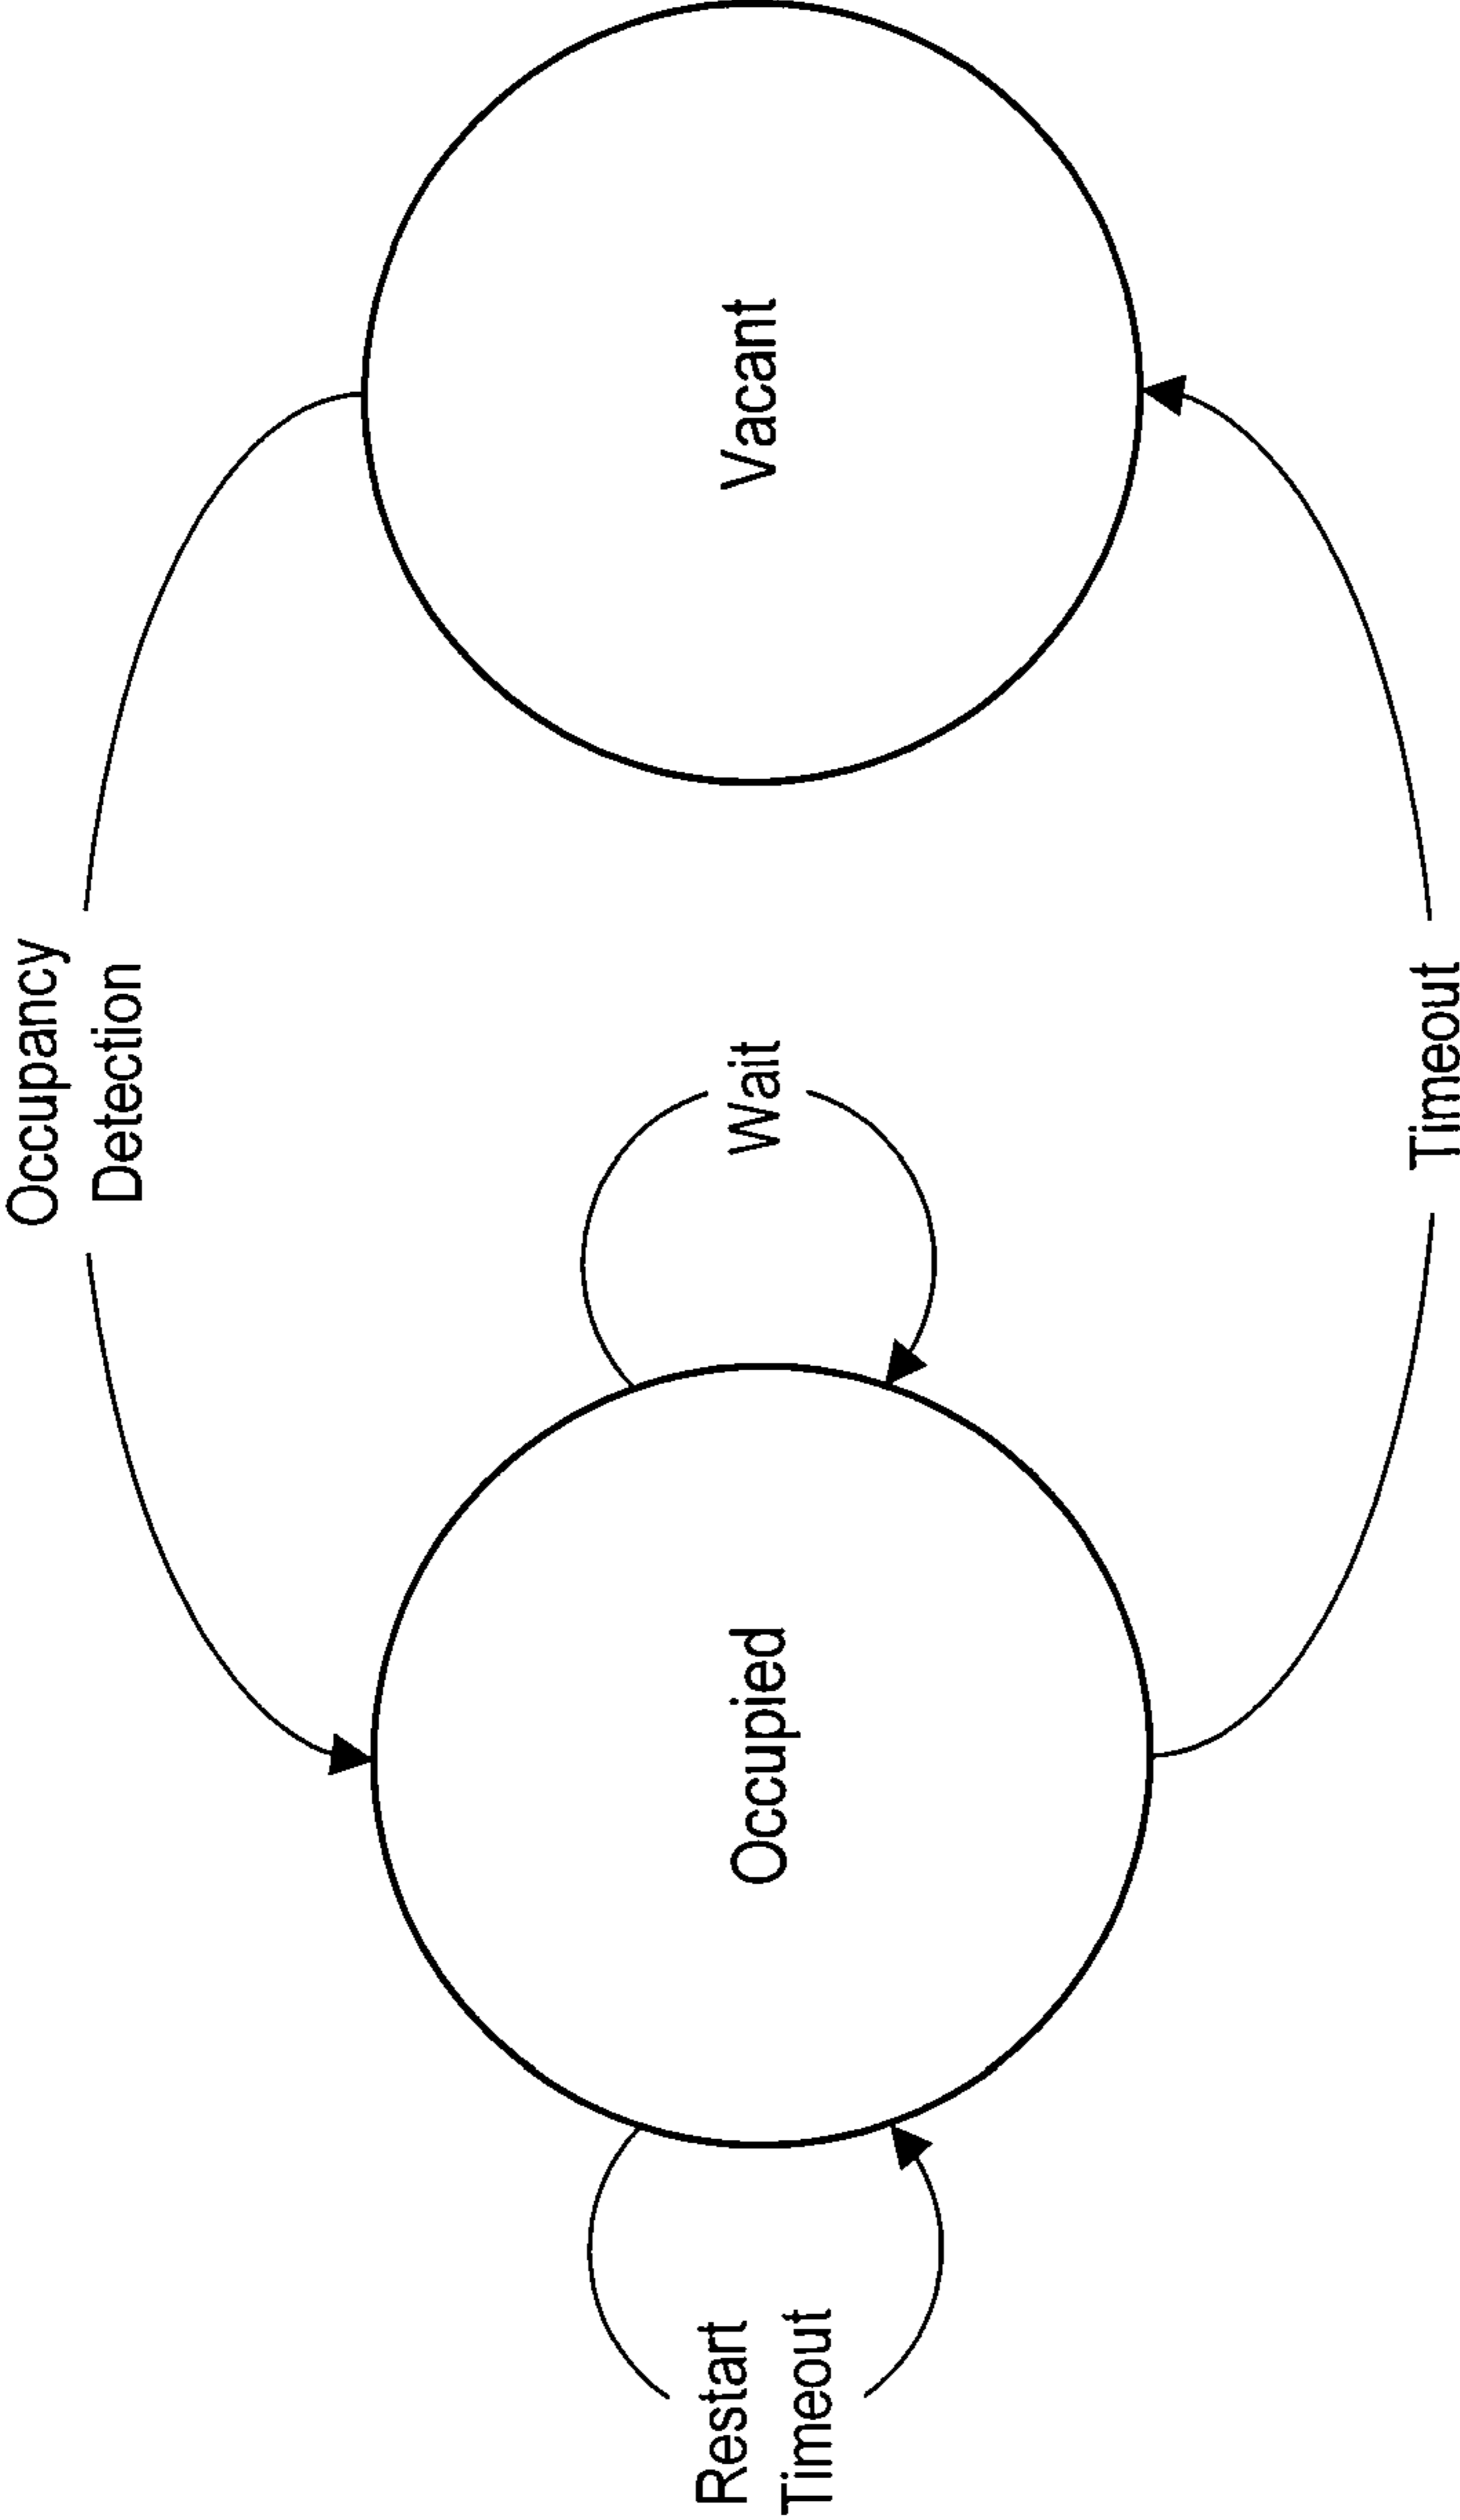 Occupancy
Detection
Restart
Timeout
Occupied
Wait
Vacant
Timeout